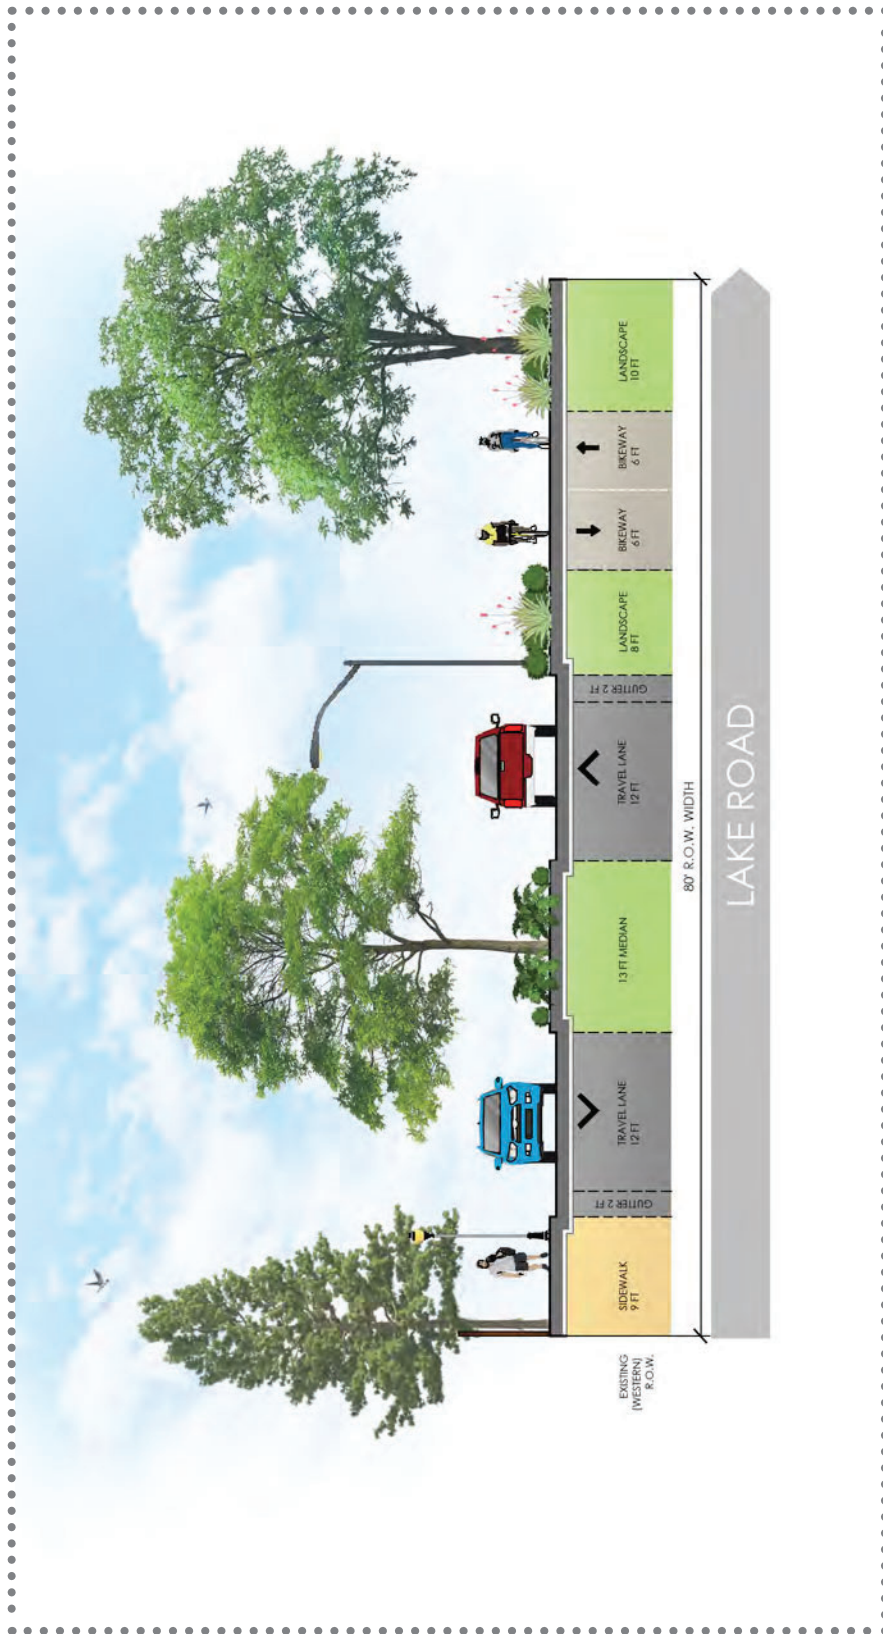 EXISTING
(WESTERN)
R.O.W.
SIDEWALK
9 FT
GUTTER 2 FT
TRAVEL LANE
12 FT
13 FT MEDIAN
TRAVEL LANE
12 FT
GUTTER 2 FT
LANDSCAPE
8 FT
BIKEWAY
6 FT
BIKEWAY
6 FT
LANDSCAPE
10 FT
80' R.O.W. WIDTH
LAKE ROAD